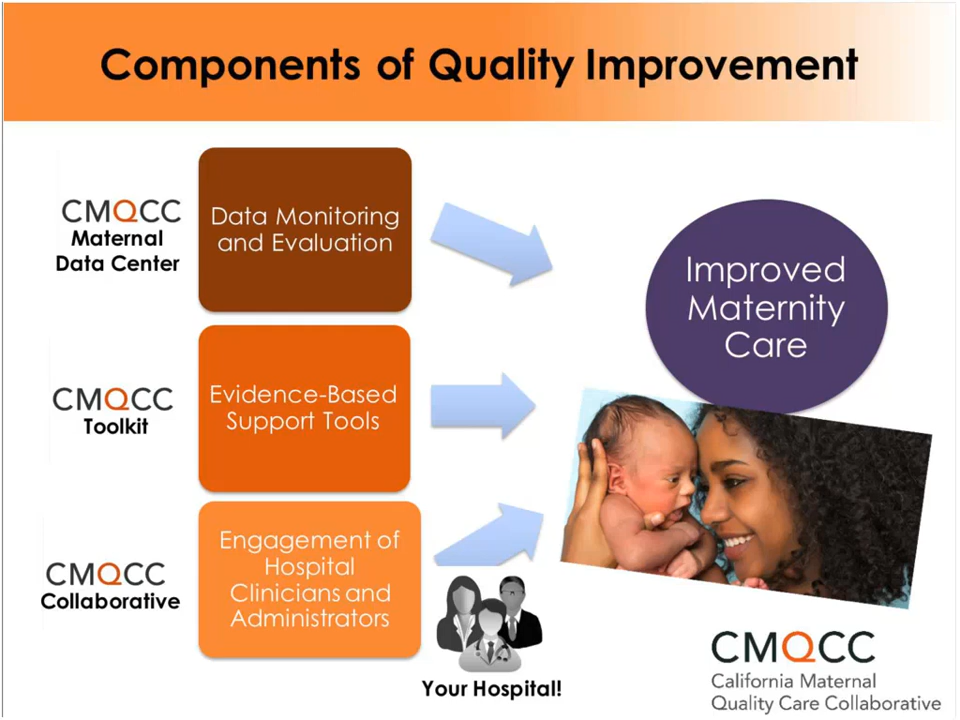 Components of Quality Improvement
CMQCC
Maternal
Data Center
Data Monitoring
and Evaluation
CMQCC
Toolkit
Evidence-Based
Support Tools
CMQCC
Collaborative
Engagement of
Hospital
Clinicians and
Administrators
Your Hospital!
Improved
Maternity
Care
CMQCC
California Maternal
Quality Care Collaborative